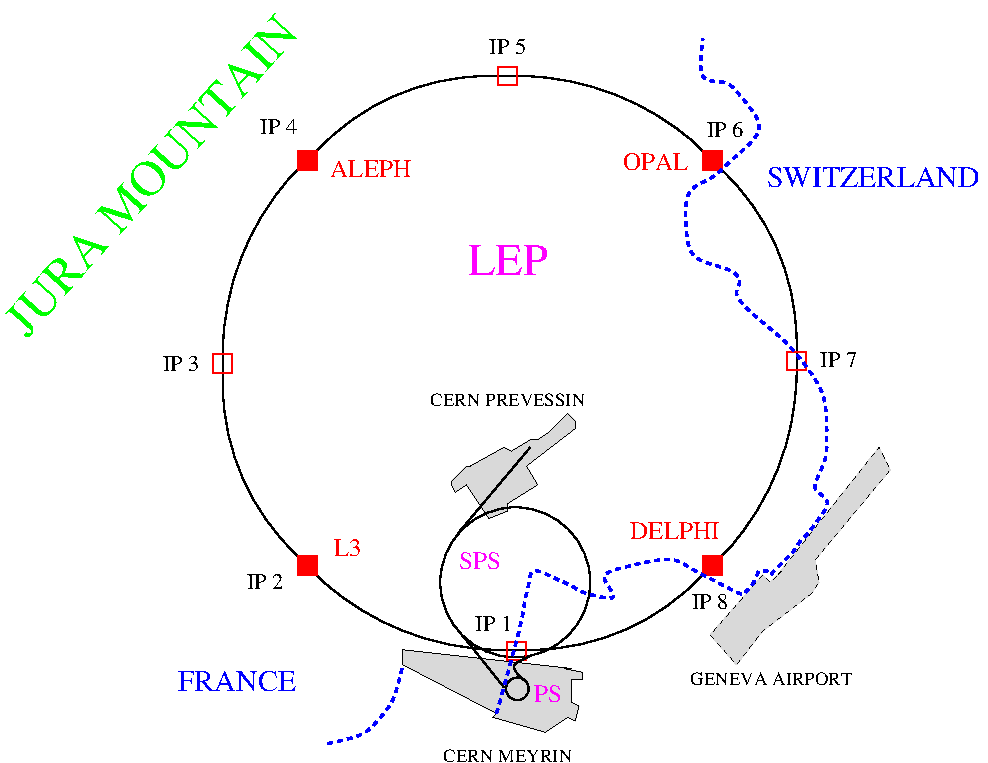 JURA MOUNTAIN
IP 5
IP 4
IP 6
ALEPH
OPAL
SWITZERLAND
LEP
IP 3
IP 7
CERN PREVESSIN
DELPHI
L3
SPS
IP 2
IP 8
IP 1
FRANCE
PS
GENEVA AIRPORT
CERN MEYRIN